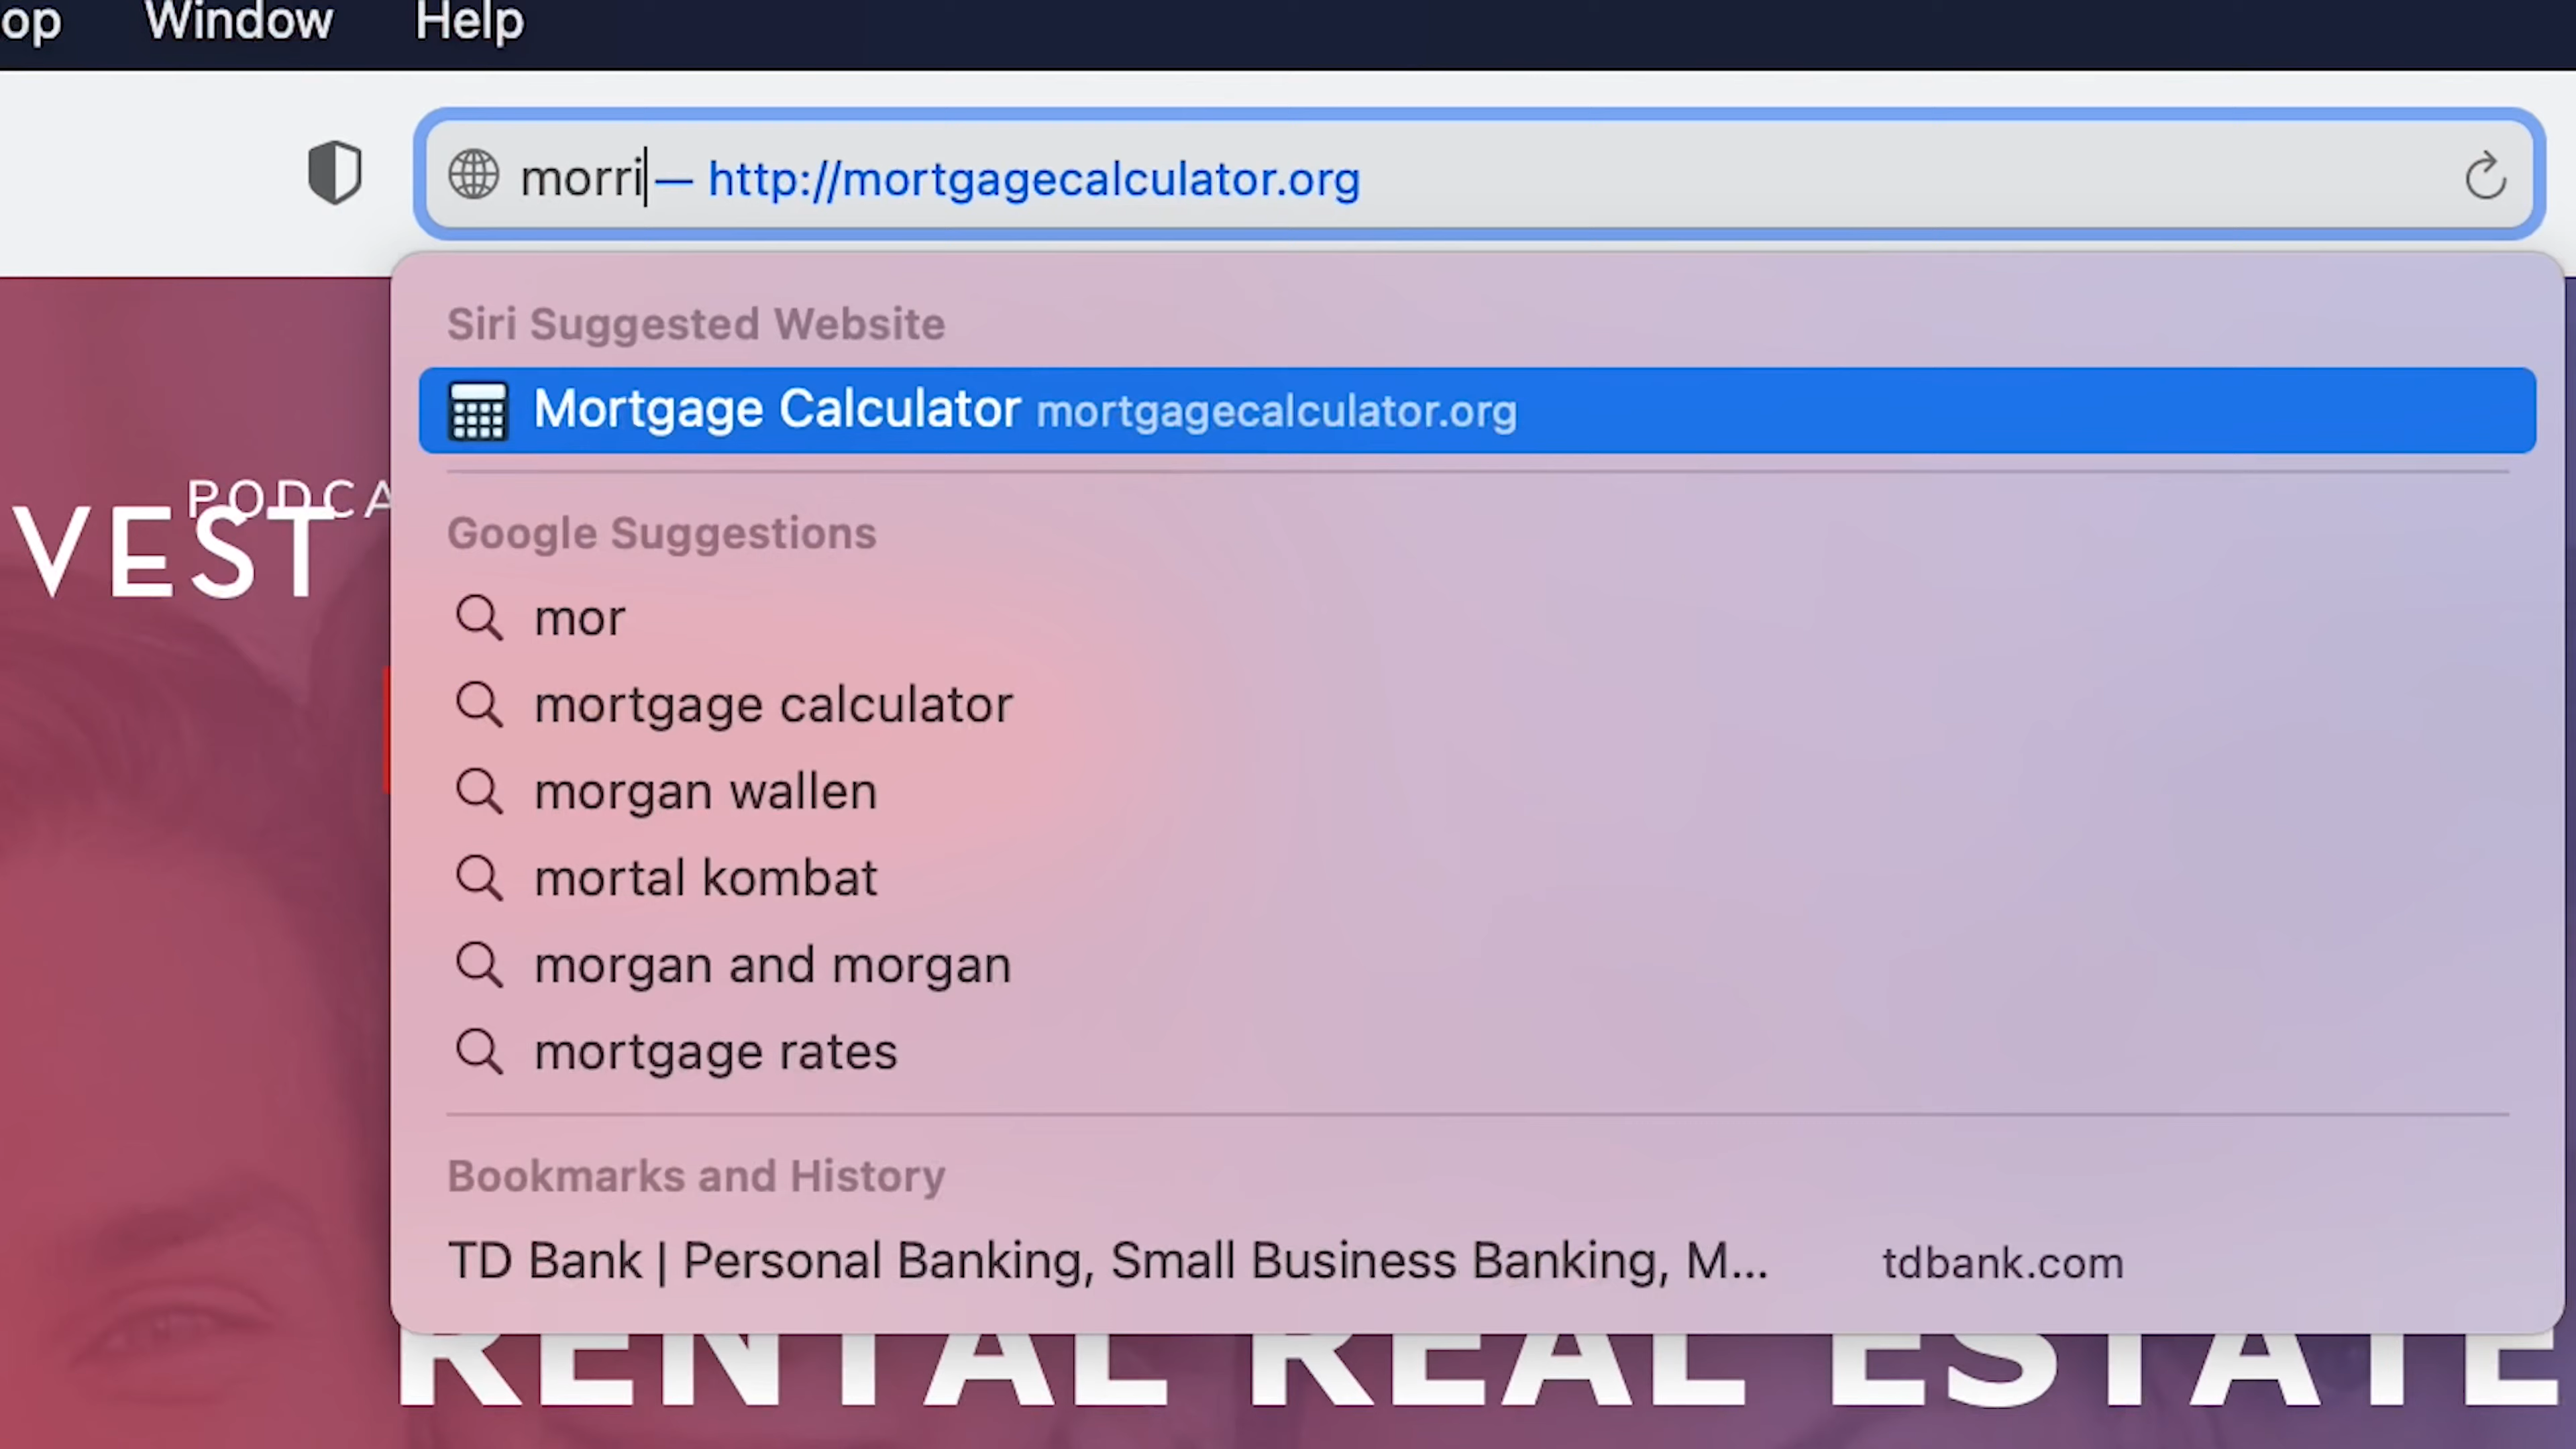 op Window Help
morri — http://mortgagecalculator.org
Siri Suggested Website
Mortgage Calculator mortgagecalculator.org
PODCA
VEST
Google Suggestions
mor
mortgage calculator
morgan wallen
mortal kombat
morgan and morgan
mortgage rates
Bookmarks and History
TD Bank | Personal Banking, Small Business Banking, M... tdbank.com
RENTAL REAL ESTATE